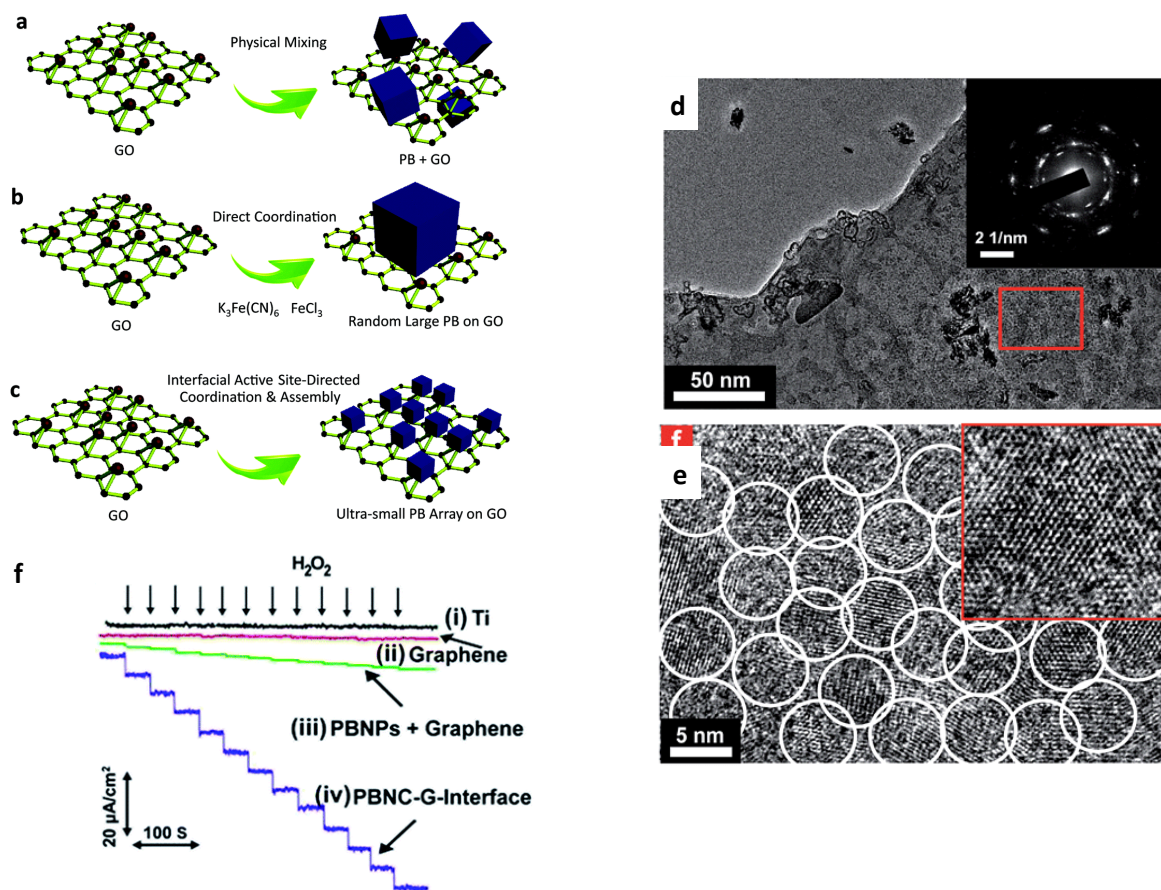 a
Physical Mixing
GO
PB + GO
b
Direct Coordination
K3Fe(CN)6 FeCl3
GO
Random Large PB on GO
c
Interfacial Active Site-Directed
Coordination & Assembly
GO
Ultra-small PB Array on GO
f
H2O2
(i) Ti
(ii) Graphene
(iii) PBNPs + Graphene
(iv) PBNC-G-Interface
20 µA/cm2
100 S
d
2 1/nm
50 nm
f
e
5 nm